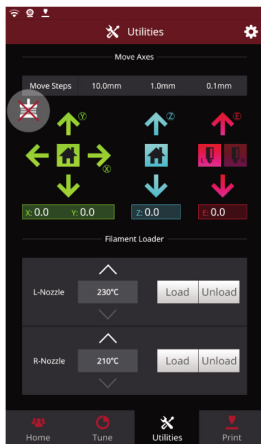 Utilities
Move Axes
Move Steps 10.0mm 1.0mm 0.1mm
Y Z E
X L R
X: 0.0 Y: 0.0 Z: 0.0 E: 0.0
Filament Loader
L-Nozzle 230°C Load Unload
R-Nozzle 210°C Load Unload
Home Tune Utilities Print